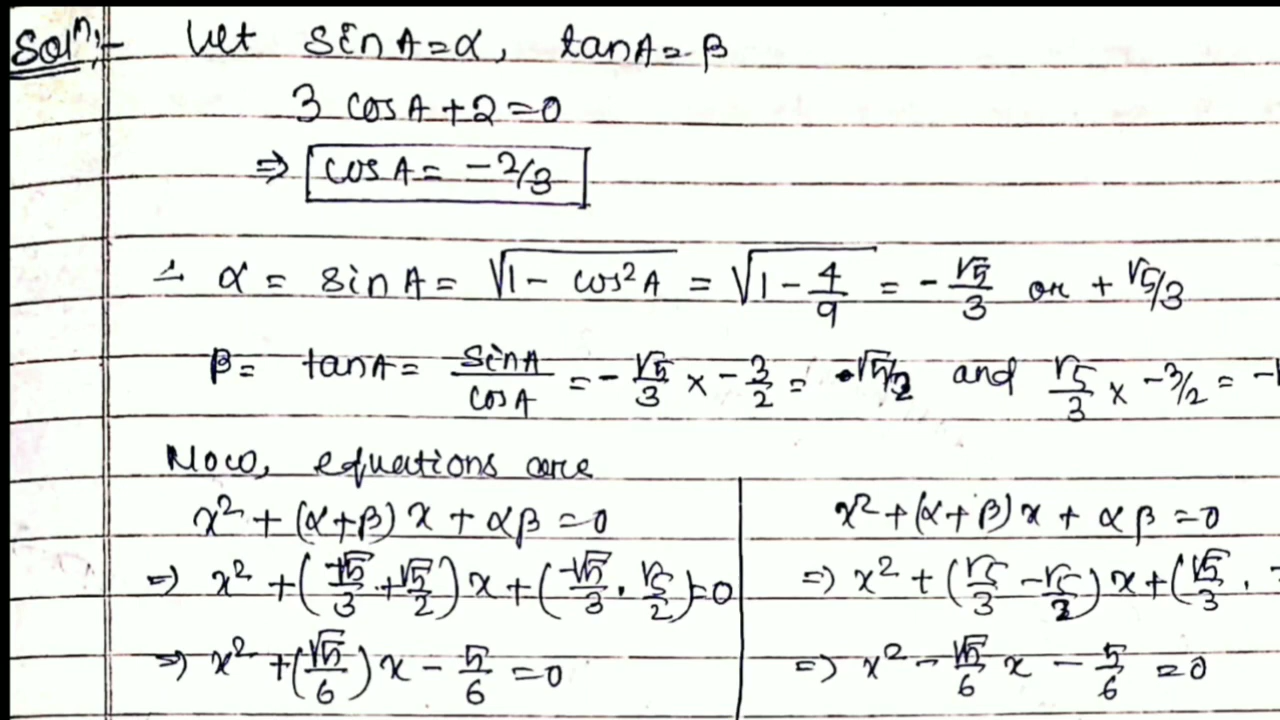 Solⁿ:- Let sin A = α, tan A = β
3 cos A + 2 = 0
⇒ cos A = -2/3
∴ α = sin A = √(1 - cos²A) = √(1 - 4/9) = - √5/3 or + √5/3
β = tan A = sin A/cos A = - √5/3 × - 3/2 = √5/2 and √5/3 × -3/2 = -
Now, equations are
x² + (α+β) x + αβ = 0
⇒ x² + (-√5/3 + √5/2) x + (-√5/3 · √5/2) = 0
⇒ x² + (√5/6) x - 5/6 = 0
x² + (α+β) x + αβ = 0
⇒ x² + (√5/3 - √5/2) x + (√5/3 ·
⇒ x² - √5/6 x - 5/6 = 0